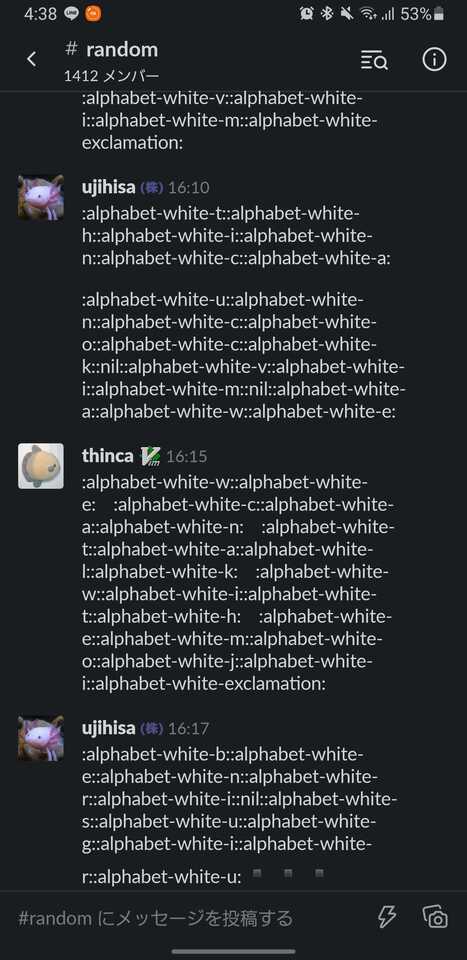 4:38 LINE 53%
# random
1412 メンバー
:alphabet-white-v::alphabet-white-
i::alphabet-white-m::alphabet-white-
exclamation:
ujihisa (株) 16:10
:alphabet-white-t::alphabet-white-
h::alphabet-white-i::alphabet-white-
n::alphabet-white-c::alphabet-white-a:
:alphabet-white-u::alphabet-white-
n::alphabet-white-c::alphabet-white-
o::alphabet-white-c::alphabet-white-
k::nil::alphabet-white-v::alphabet-white-
i::alphabet-white-m::nil::alphabet-white-
a::alphabet-white-w::alphabet-white-e:
thinca Vim 16:15
:alphabet-white-w::alphabet-white-
e: :alphabet-white-c::alphabet-white-
a::alphabet-white-n: :alphabet-white-
t::alphabet-white-a::alphabet-white-
l::alphabet-white-k: :alphabet-white-
w::alphabet-white-i::alphabet-white-
t::alphabet-white-h: :alphabet-white-
e::alphabet-white-m::alphabet-white-
o::alphabet-white-j::alphabet-white-
i::alphabet-white-exclamation:
ujihisa (株) 16:17
:alphabet-white-b::alphabet-white-
e::alphabet-white-n::alphabet-white-
r::alphabet-white-i::nil::alphabet-white-
s::alphabet-white-u::alphabet-white-
g::alphabet-white-i::alphabet-white-
r::alphabet-white-u:
#random にメッセージを投稿する